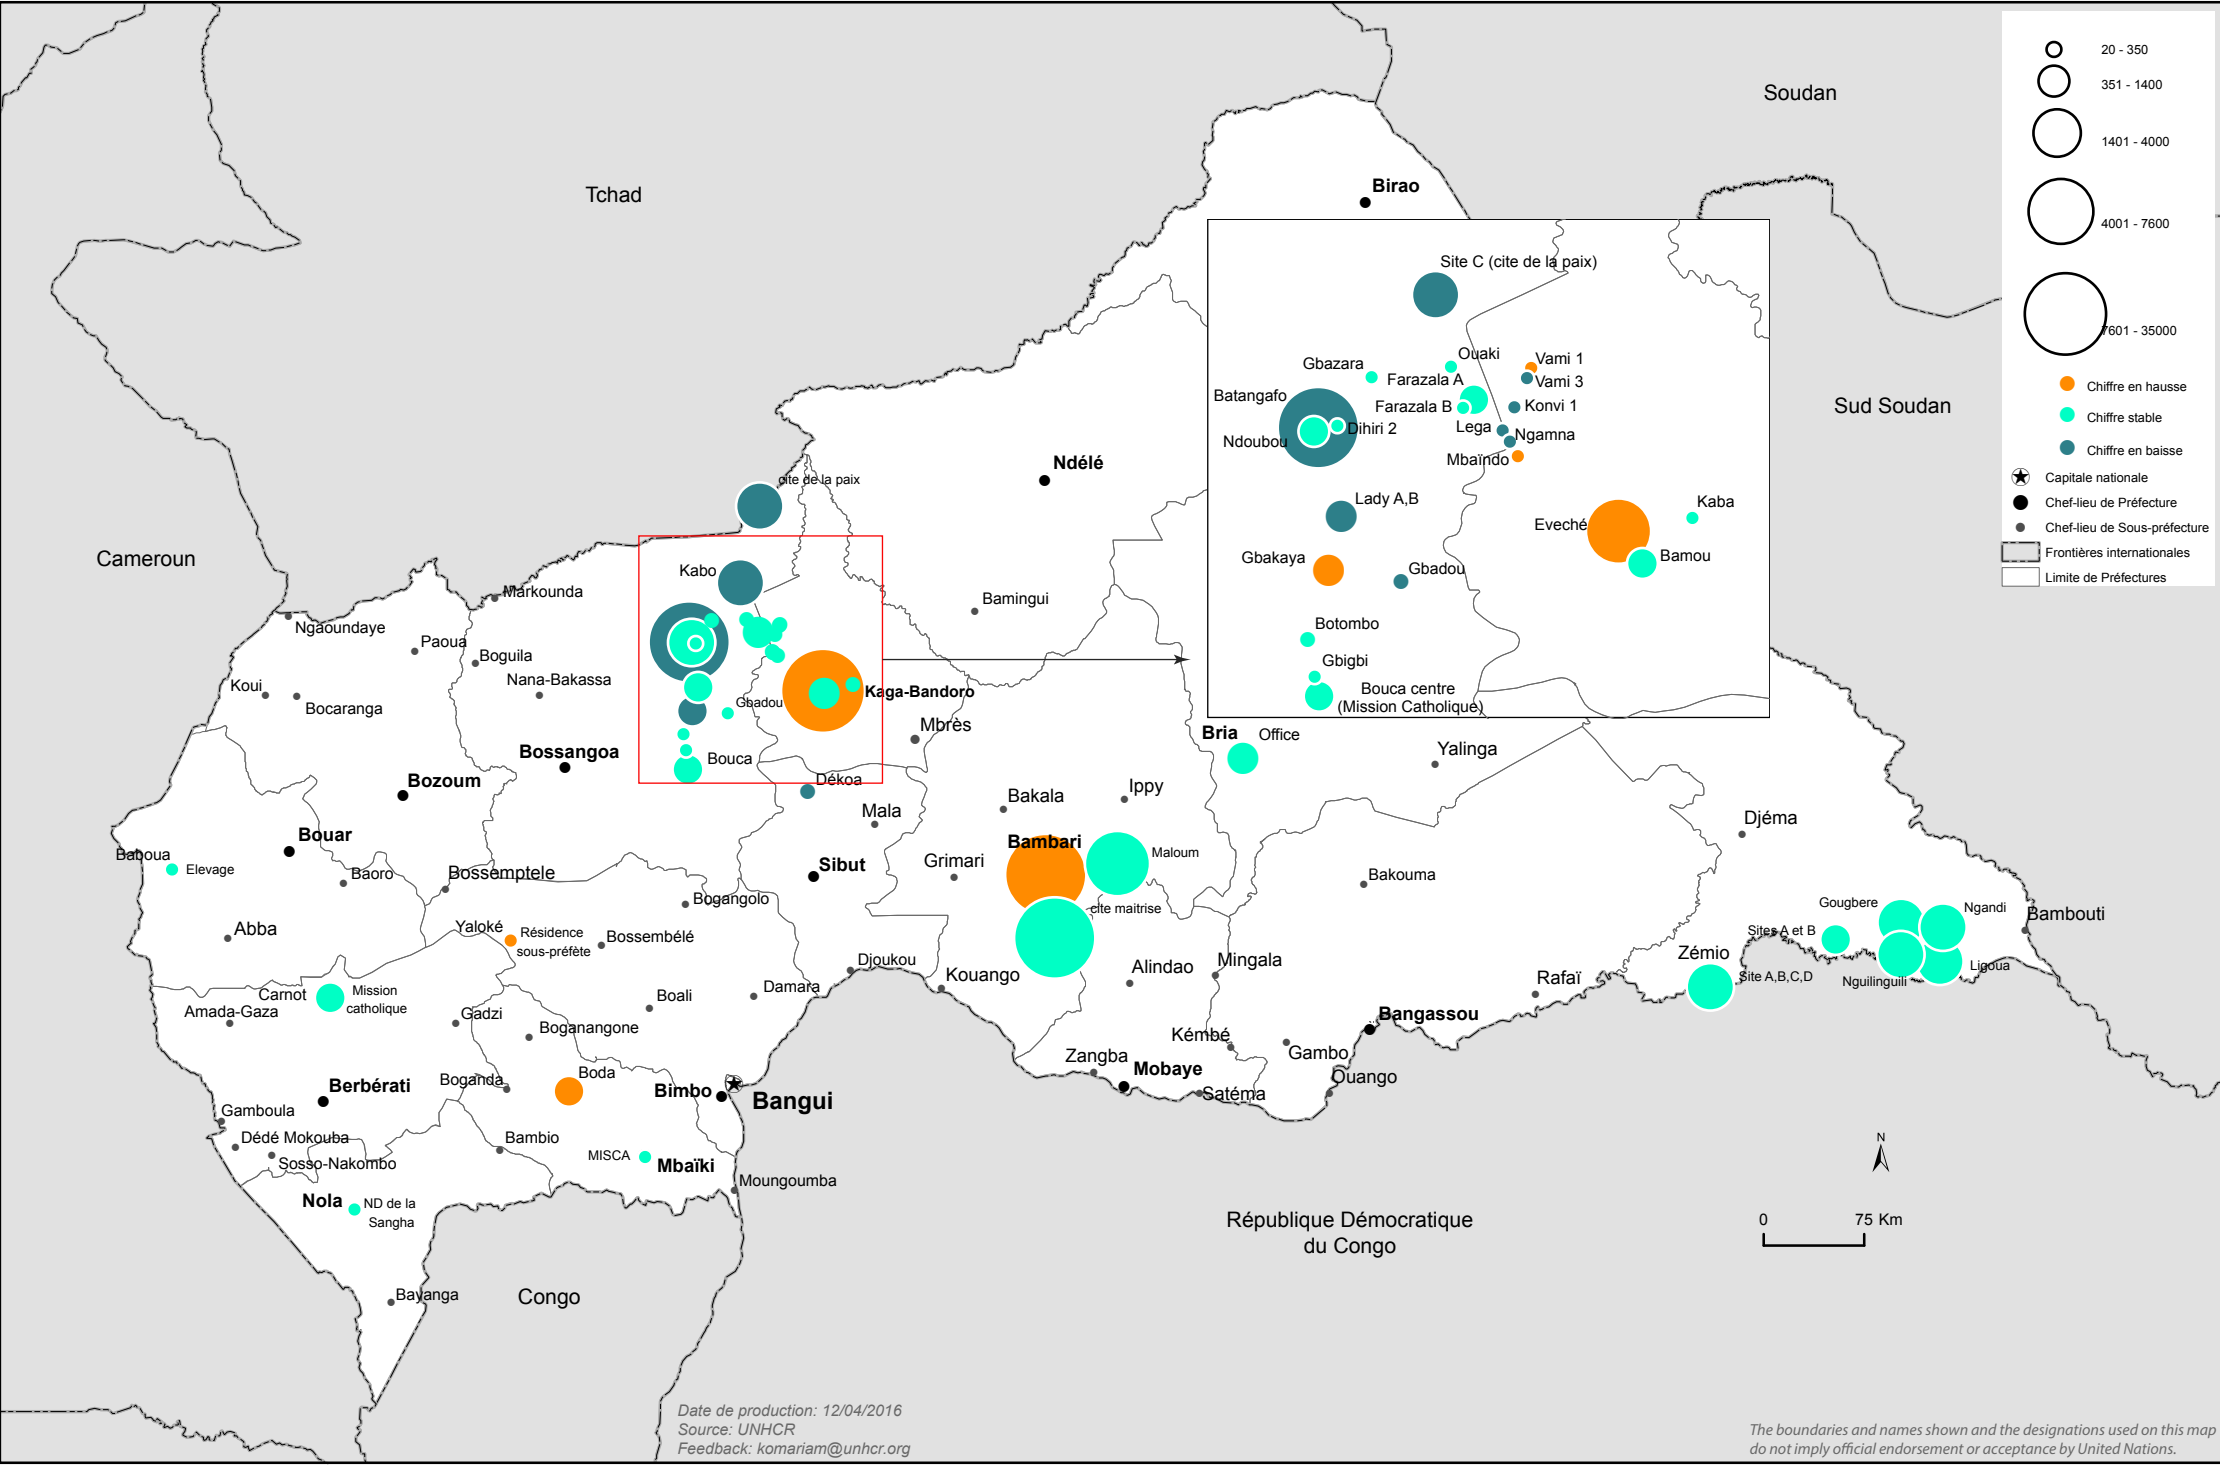 Soudan
20 - 350
351 - 1400
1401 - 4000
4001 - 7600
7601 - 35000
Chiffre en hausse
Chiffre stable
Chiffre en baisse
Capitale nationale
Chef-lieu de Préfecture
Chef-lieu de Sous-préfecture
Frontières internationales
Limite de Préfectures
Tchad
Birao
Sud Soudan
Cameroun
Site C (cite de la paix)
Ouaki
Vami 1
Gbazara
Farazala A
Vami 3
Batangafo
Farazala B
Konvi 1
Dihiri 2
Lega
Ngamna
Ndoubou
Mbaïndo
Lady A,B
Kaba
Eveché
Bamou
Gbakaya
Gbadou
Botombo
Gbigbi
Bouca centre
(Mission Catholique)
Ndélé
cite de la paix
Kabo
Markounda
Bamingui
Ngaoundaye
Paoua
Boguila
Nana-Bakassa
Koui
Bocaranga
Kaga-Bandoro
Gbadou
Mbrès
Bria
Office
Yalinga
Bossangoa
Bouca
Bozoum
Dékoa
Ippy
Bakala
Mala
Djéma
Bouar
Bambari
Baboua
Elevage
Maloum
Baoro
Bossemptele
Sibut
Grimari
Bakouma
Bogangolo
cite maitrise
Gougbere
Ngandi
Bambouti
Abba
Yaloké
Résidence
sous-préfète
Bossembélé
Sites A et B
Zémio
Djoukou
Kouango
Alindao
Mingala
Rafaï
Site A,B,C,D
Nguilinguili
Ligoua
Carnot
Mission
catholique
Amada-Gaza
Boali
Damara
Gadzi
Boganangone
Bangassou
Kémbé
Gambo
Zangba
Mobaye
Satéma
Ouango
Boda
Boganda
Berbérati
Bimbo
Bangui
Gamboula
Dédé Mokouba
Sosso-Nakombo
Bambio
MISCA
Mbaïki
Moungoumba
Nola
ND de la
Sangha
Bayanga
Congo
République Démocratique
du Congo
N
0
75 Km
Date de production: 12/04/2016
Source: UNHCR
Feedback: komariam@unhcr.org
The boundaries and names shown and the designations used on this map
do not imply official endorsement or acceptance by United Nations.